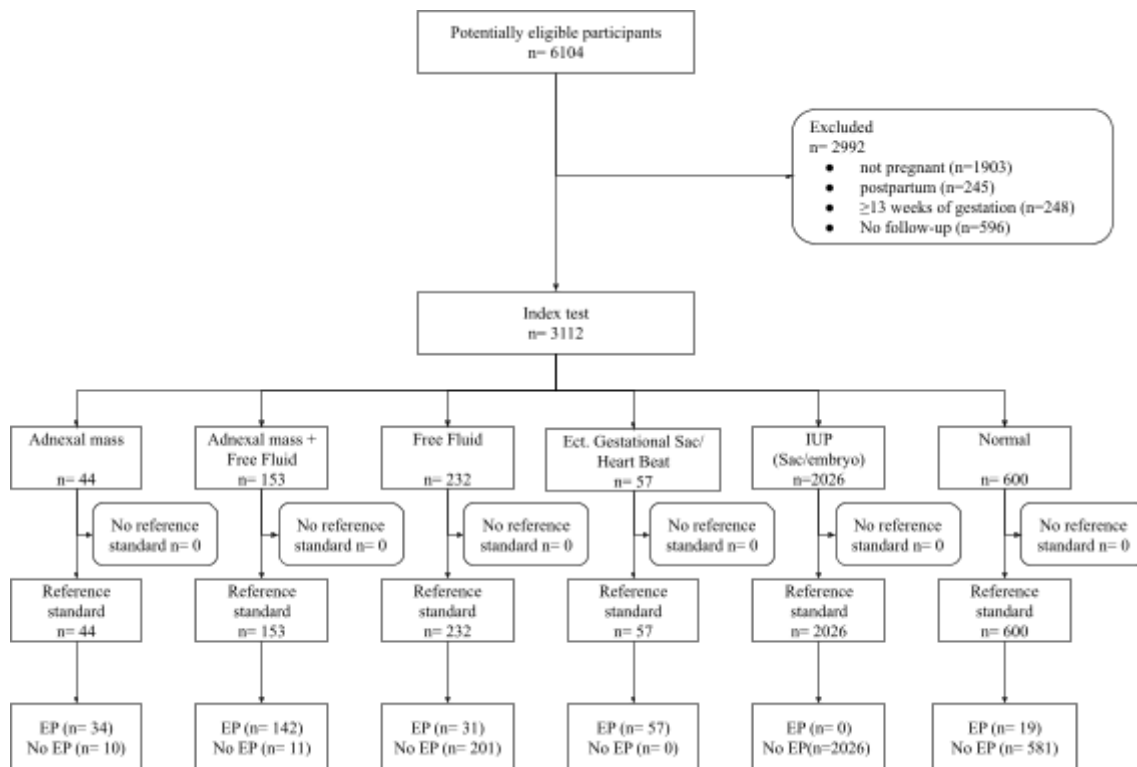 Potentially eligible participants
n= 6104
Excluded
n= 2992
● not pregnant (n=1903)
● postpartum (n=245)
● ≥13 weeks of gestation (n=248)
● No follow-up (n=596)
Index test
n= 3112
Adnexal mass
n= 44
Adnexal mass +
Free Fluid
n= 153
Free Fluid
n= 232
Ect. Gestational Sac/
Heart Beat
n= 57
IUP
(Sac/embryo)
n=2026
Normal
n= 600
No reference
standard n= 0
No reference
standard n= 0
No reference
standard n= 0
No reference
standard n= 0
No reference
standard n= 0
No reference
standard n= 0
Reference
standard
n= 44
Reference
standard
n= 153
Reference
standard
n= 232
Reference
standard
n= 57
Reference
standard
n= 2026
Reference
standard
n= 600
EP (n= 34)
No EP (n= 10)
EP (n= 142)
No EP (n= 11)
EP (n= 31)
No EP (n= 201)
EP (n= 57)
No EP (n= 0)
EP (n= 0)
No EP(n=2026)
EP (n= 19)
No EP (n= 581)